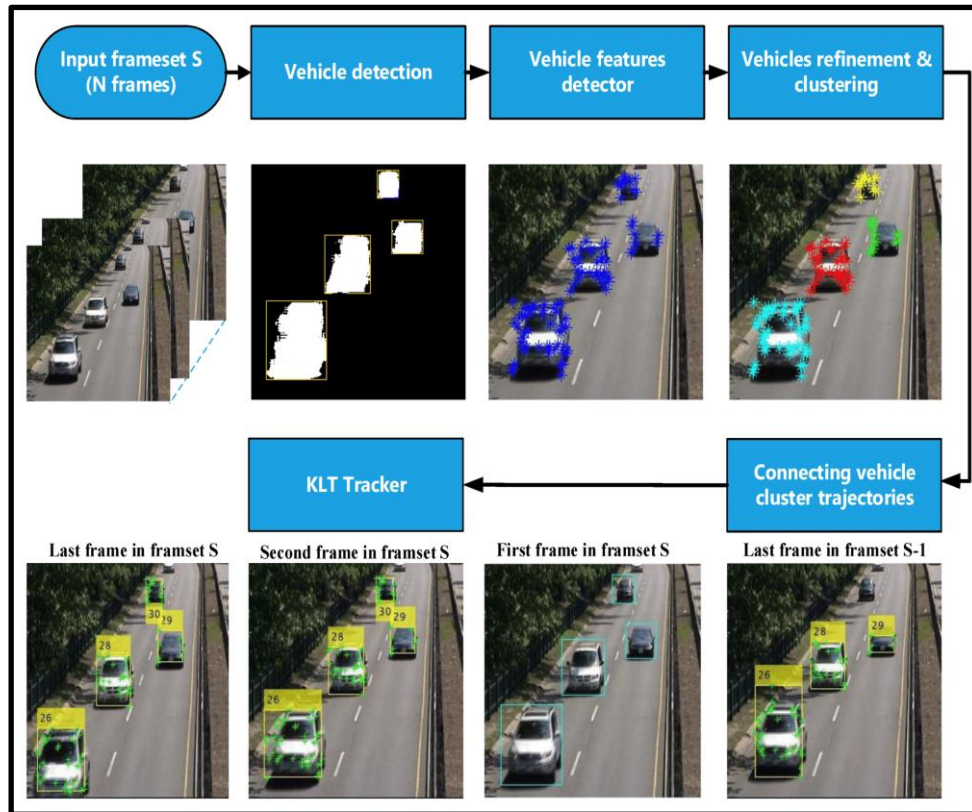 Input frameset S
(N frames)
Vehicle detection
Vehicle features
detector
Vehicles refinement &
clustering
KLT Tracker
Connecting vehicle
cluster trajectories
Last frame in framset S
Second frame in framset S
First frame in framset S
Last frame in framset S-1
30
29
28
26
30
29
28
26
28
29
26